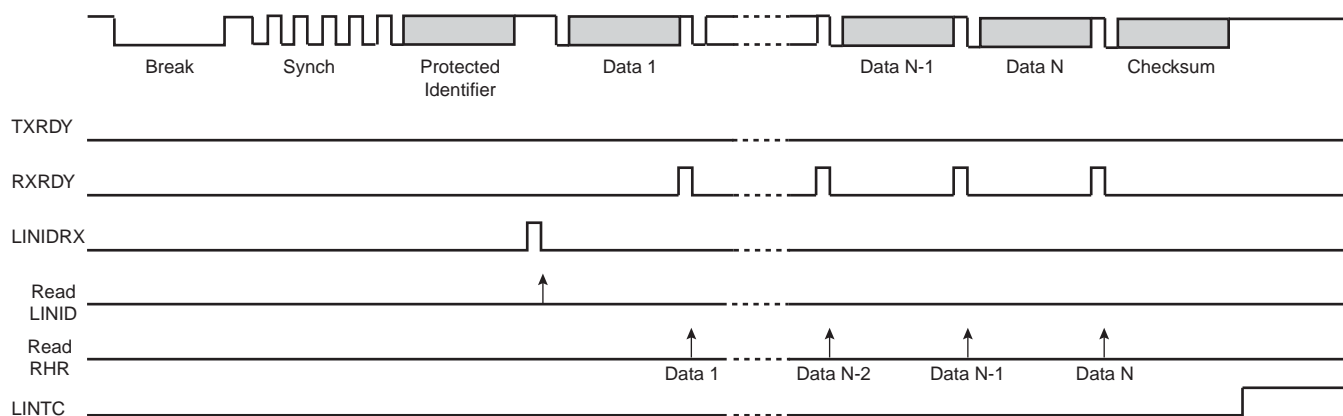 Break
Synch
Protected
Identifier
Data 1
Data N-1
Data N
Checksum
TXRDY
RXRDY
LINIDRX
Read
LINID
Read
RHR
Data 1
Data N-2
Data N-1
Data N
LINTC